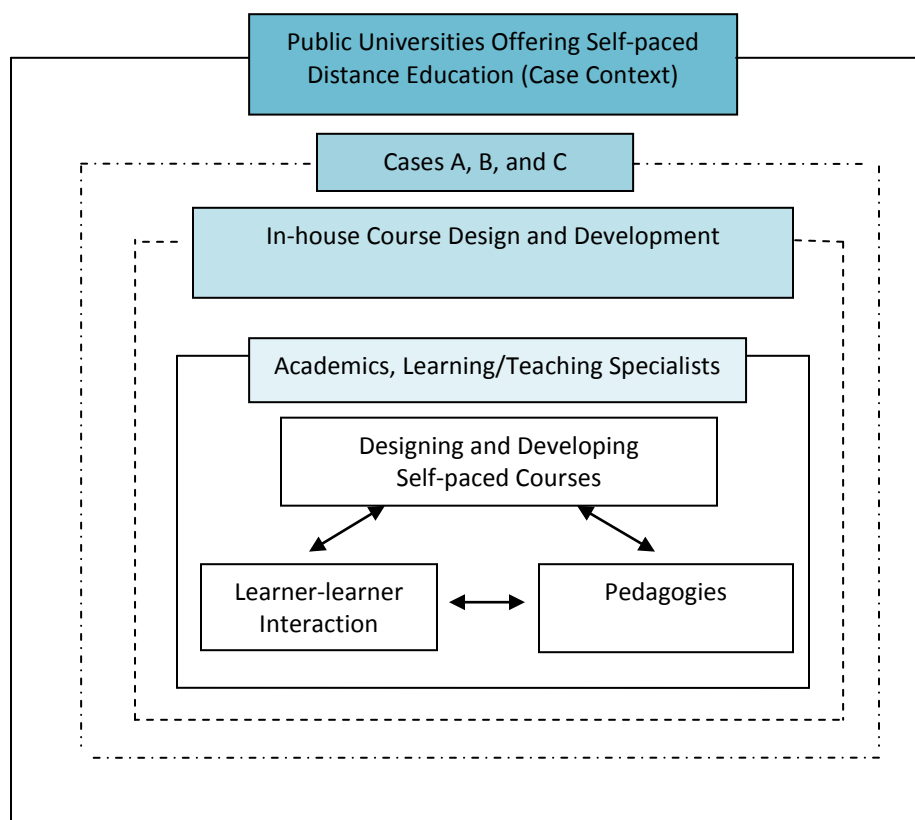 Public Universities Offering Self-paced
Distance Education (Case Context)
Cases A, B, and C
In-house Course Design and Development
Academics, Learning/Teaching Specialists
Designing and Developing
Self-paced Courses
Learner-learner
Interaction
Pedagogies